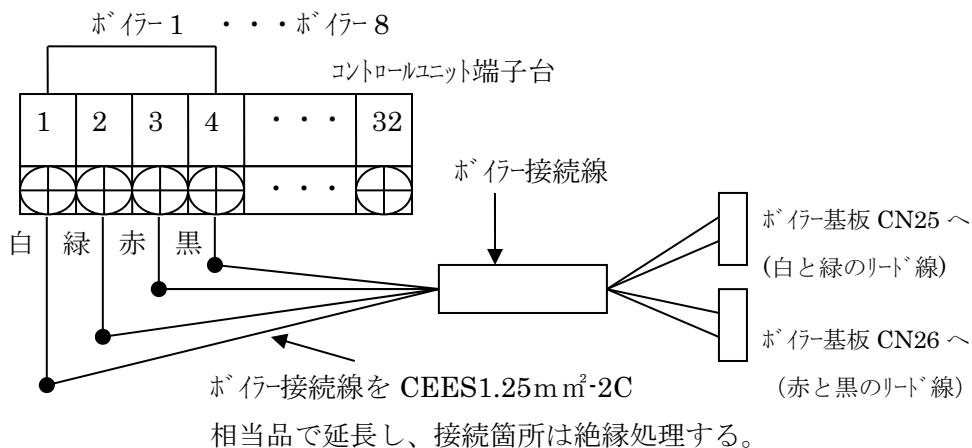 ﾎﾞｲﾗｰ 1 ・・・ﾎﾞｲﾗｰ 8
ｺﾝﾄﾛｰﾙﾕﾆｯﾄ端子台
1 2 3 4 ・・・ 32
・・・
白 緑 赤 黒
ﾎﾞｲﾗｰ接続線
ﾎﾞｲﾗｰ基板 CN25 へ
(白と緑のﾘｰﾄﾞ線)
ﾎﾞｲﾗｰ基板 CN26 へ
(赤と黒のﾘｰﾄﾞ線)
ﾎﾞｲﾗｰ接続線を CEES1.25ｍ㎡-2C
相当品で延長し、接続箇所は絶縁処理する。